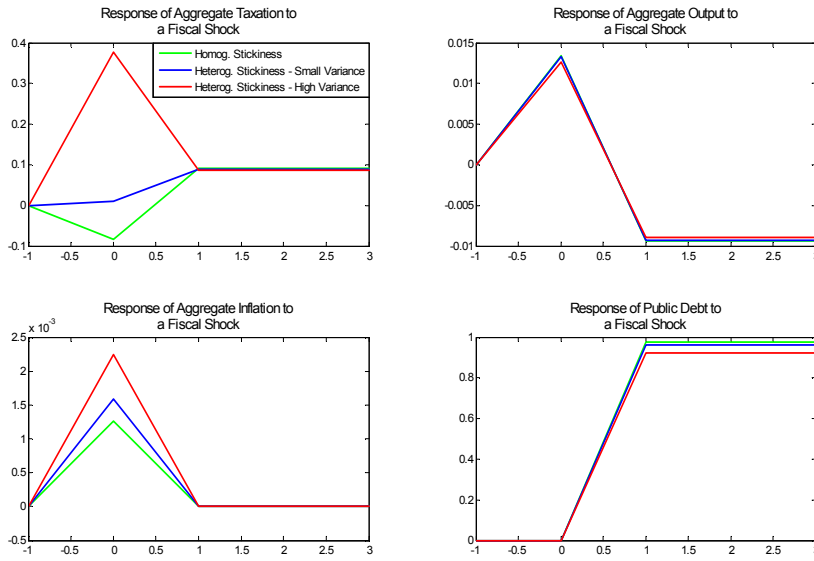 Response of Aggregate Taxation to
a Fiscal Shock
0.4
0.3
0.2
0.1
0
-0.1
-1 -0.5 0 0.5 1 1.5 2 2.5 3
Homog. Stickiness
Heterog. Stickiness - Small Variance
Heterog. Stickiness - High Variance
Response of Aggregate Output to
a Fiscal Shock
0.015
0.01
0.005
0
-0.005
-0.01
-1 -0.5 0 0.5 1 1.5 2 2.5 3
Response of Aggregate Inflation to
a Fiscal Shock
x 10^-3
2.5
2
1.5
1
0.5
0
-0.5
-1 -0.5 0 0.5 1 1.5 2 2.5 3
Response of Public Debt to
a Fiscal Shock
1
0.8
0.6
0.4
0.2
0
-1 -0.5 0 0.5 1 1.5 2 2.5 3